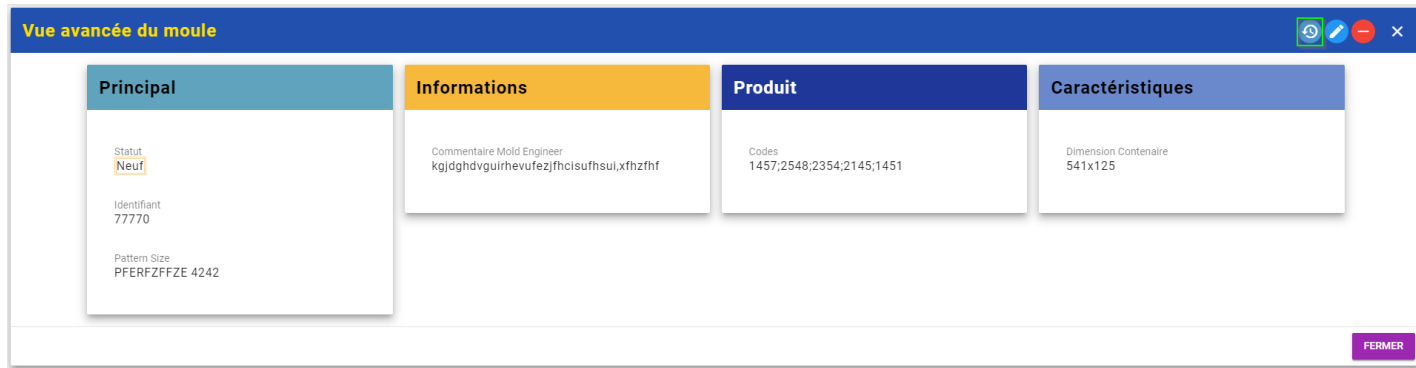 Vue avancée du moule
Principal
Statut
Neuf
Identifiant
77770
Pattern Size
PFERFZFFZE 4242
Informations
Commentaire Mold Engineer
kgjdghdvguirhevufezjfhcisufhsui,xfhzfhf
Produit
Codes
1457;2548;2354;2145;1451
Caractéristiques
Dimension Contenaire
541x125
FERMER